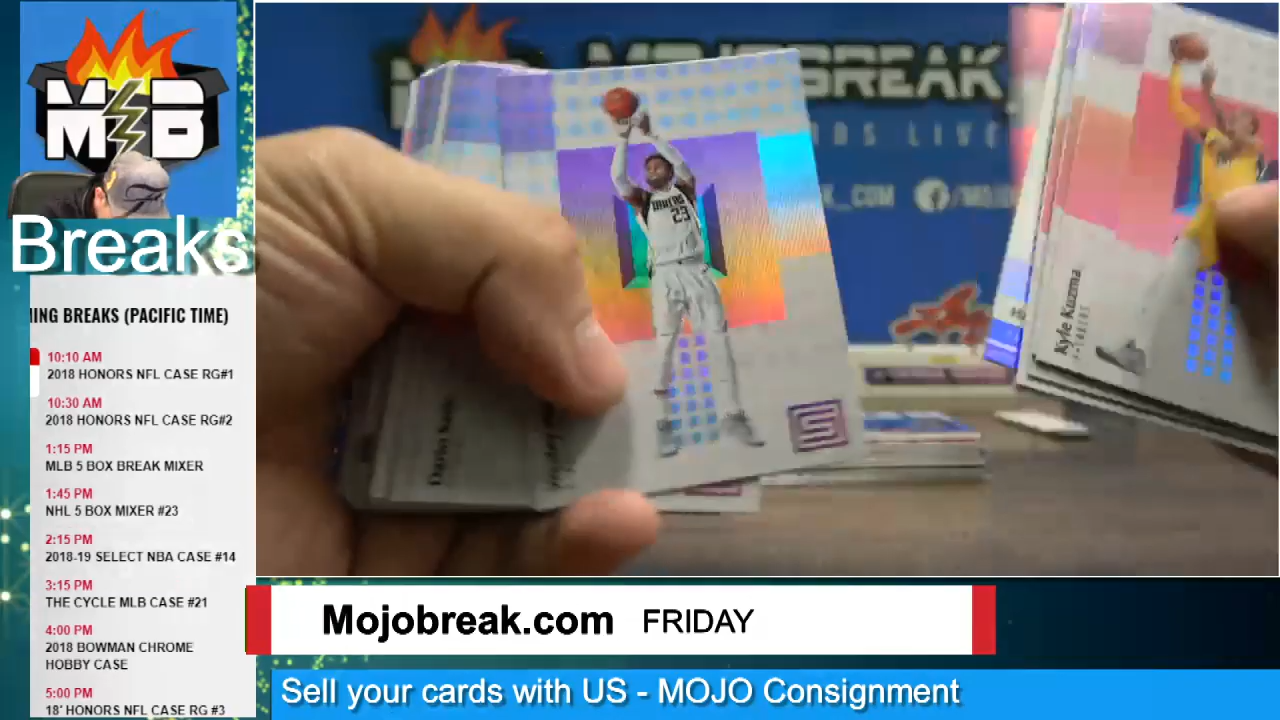 M B
Breaks
ING BREAKS (PACIFIC TIME)
10:10 AM
2018 HONORS NFL CASE RG#1
10:30 AM
2018 HONORS NFL CASE RG#2
1:15 PM
MLB 5 BOX BREAK MIXER
1:45 PM
NHL 5 BOX MIXER #23
2:15 PM
2018-19 SELECT NBA CASE #14
3:15 PM
THE CYCLE MLB CASE #21
4:00 PM
2018 BOWMAN CHROME
HOBBY CASE
5:00 PM
18' HONORS NFL CASE RG #3
MOJOBREAK
LIVE
_COM
/MOJO
23
Kyle Kuzma
Mojobreak.com FRIDAY
Sell your cards with US - MOJO Consignment